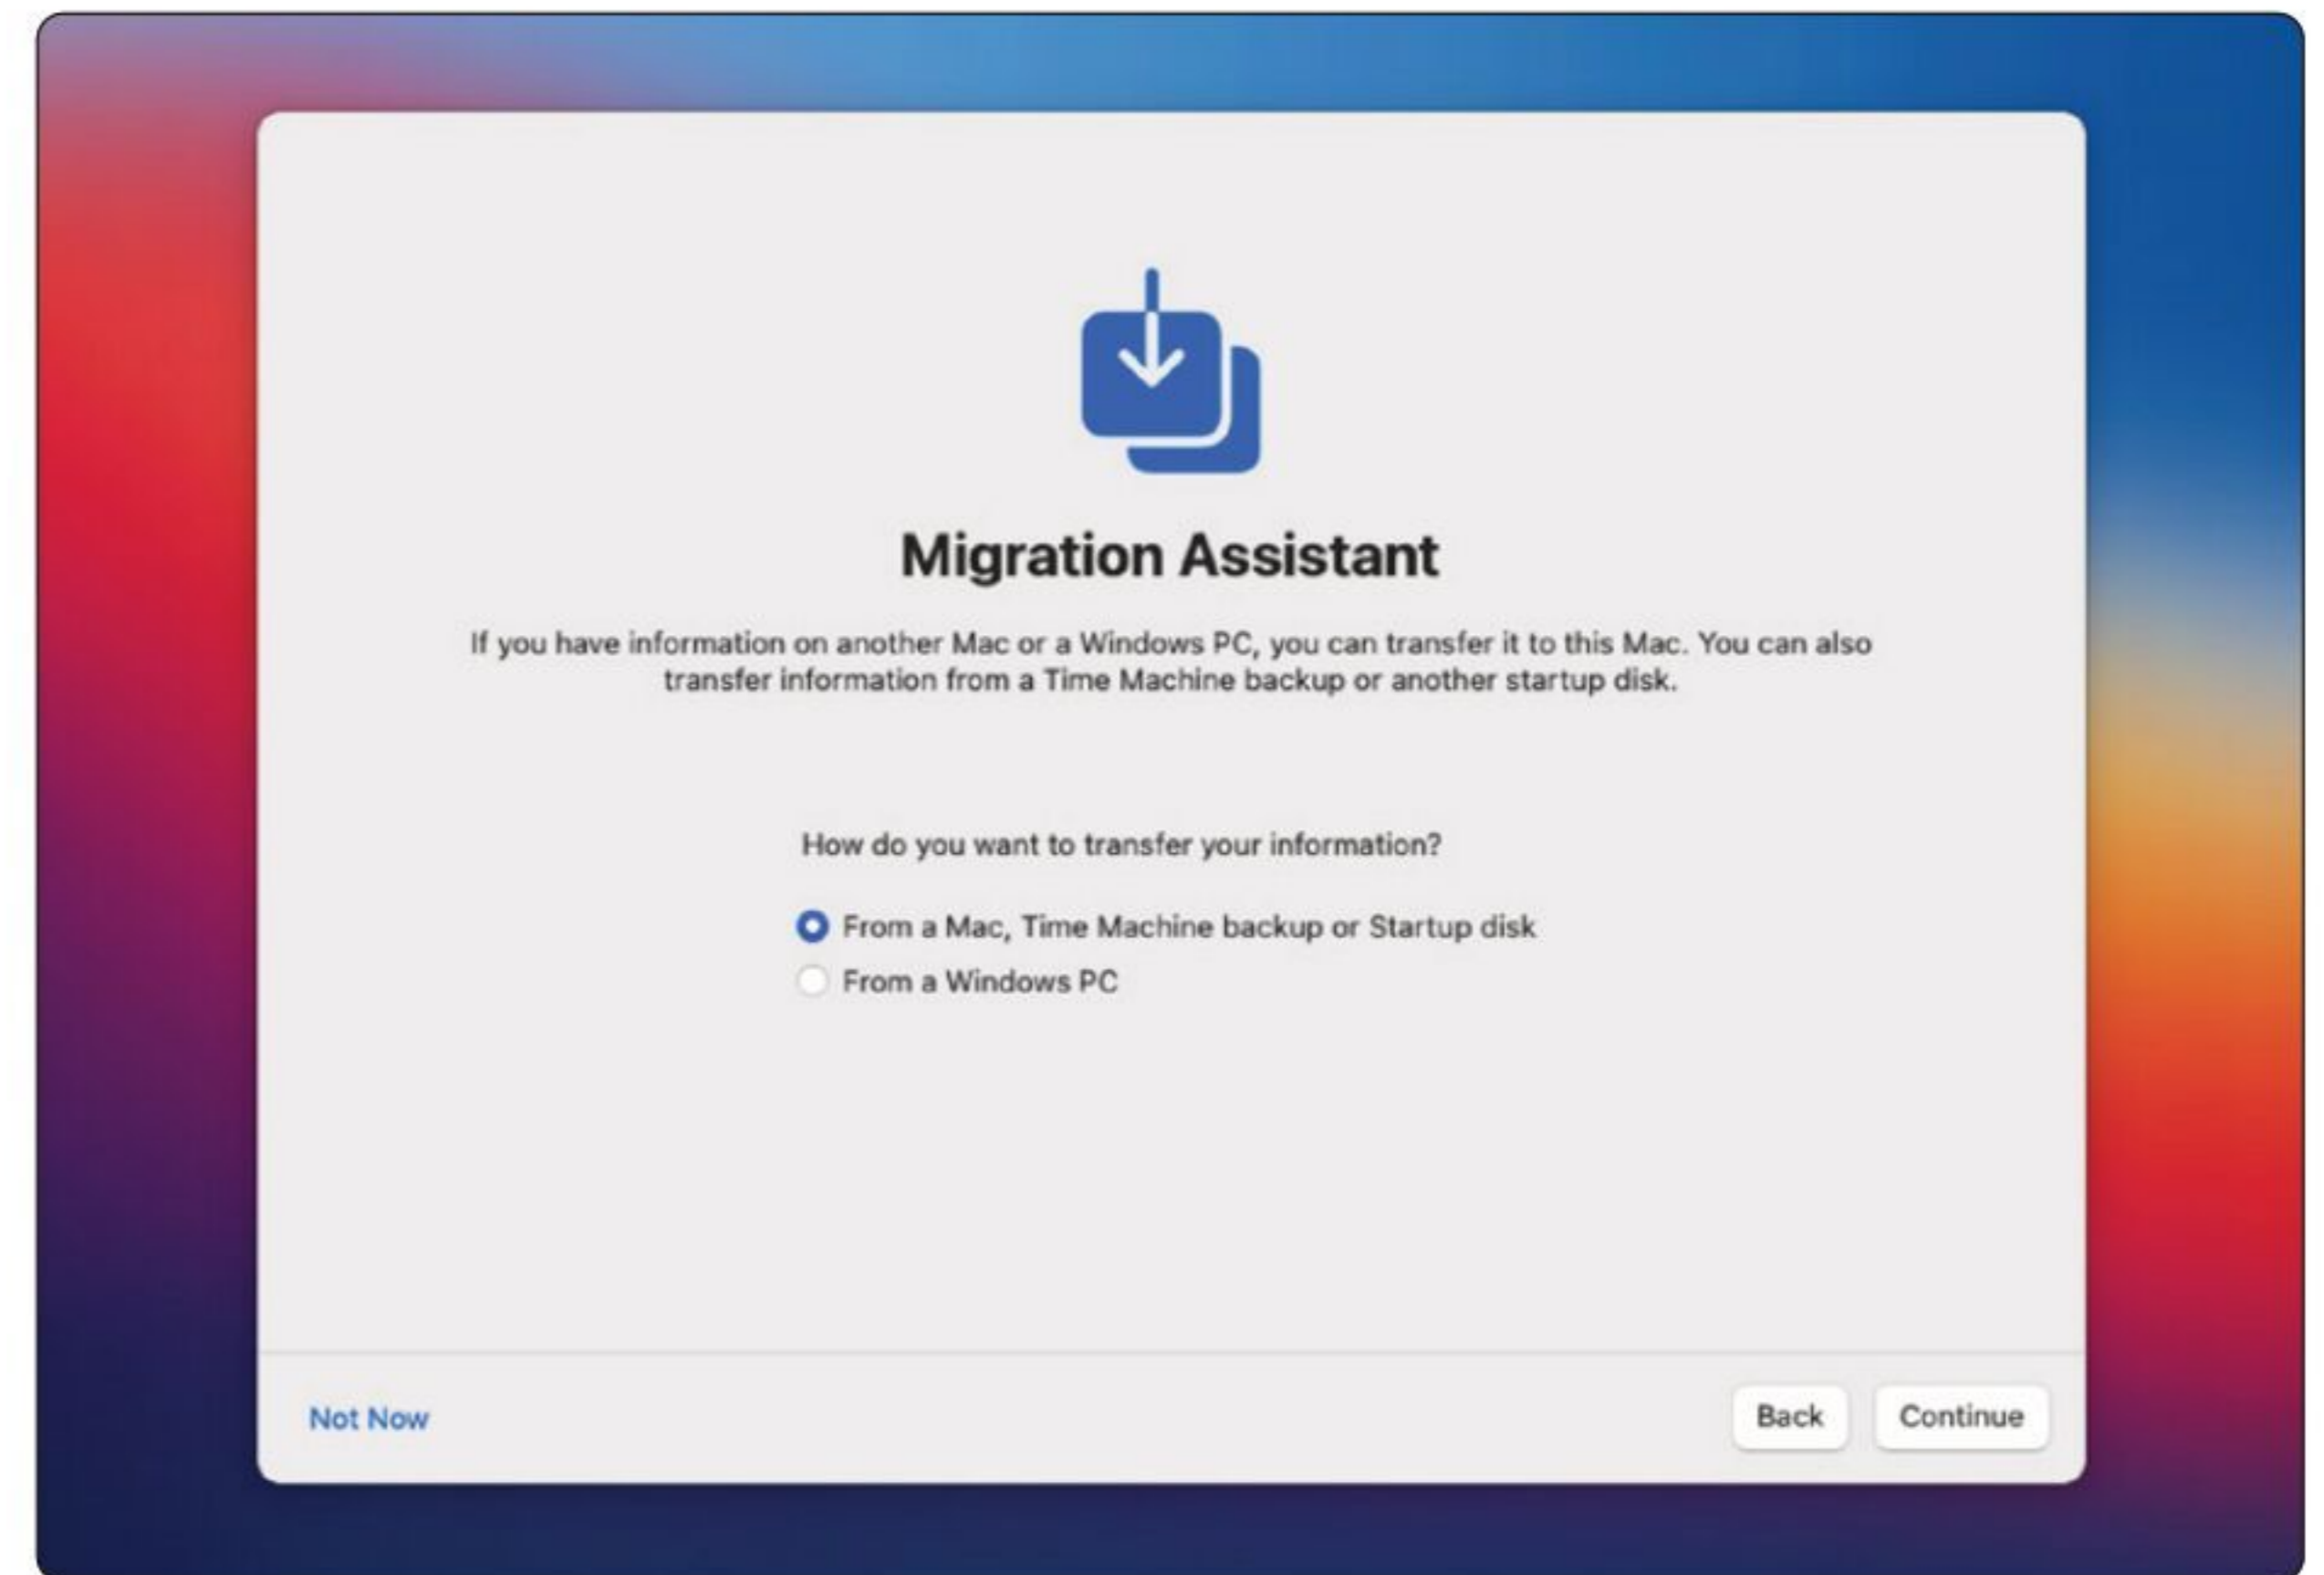 Migration Assistant
If you have information on another Mac or a Windows PC, you can transfer it to this Mac. You can also
transfer information from a Time Machine backup or another startup disk.
How do you want to transfer your information?
From a Mac, Time Machine backup or Startup disk
From a Windows PC
Not Now
Back
Continue